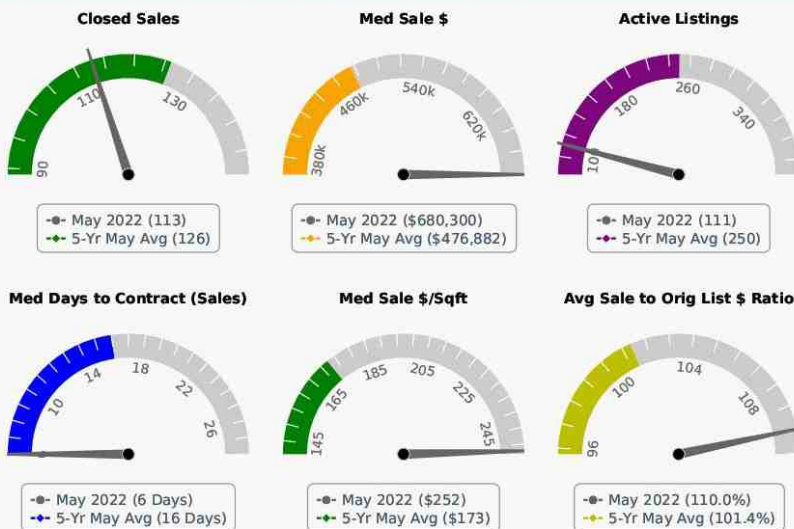 Closed Sales
90
110
130
May 2022 (113)
5-Yr May Avg (126)
Med Sale $
380k
460k
540k
620k
May 2022 ($680,300)
5-Yr May Avg ($476,882)
Active Listings
180
260
340
May 2022 (111)
5-Yr May Avg (250)
Med Days to Contract (Sales)
10
14
18
22
26
May 2022 (6 Days)
5-Yr May Avg (16 Days)
Med Sale $/Sqft
145
165
185
205
225
245
May 2022 ($252)
5-Yr May Avg ($173)
Avg Sale to Orig List $ Ratio
96
100
104
108
May 2022 (110.0%)
5-Yr May Avg (101.4%)